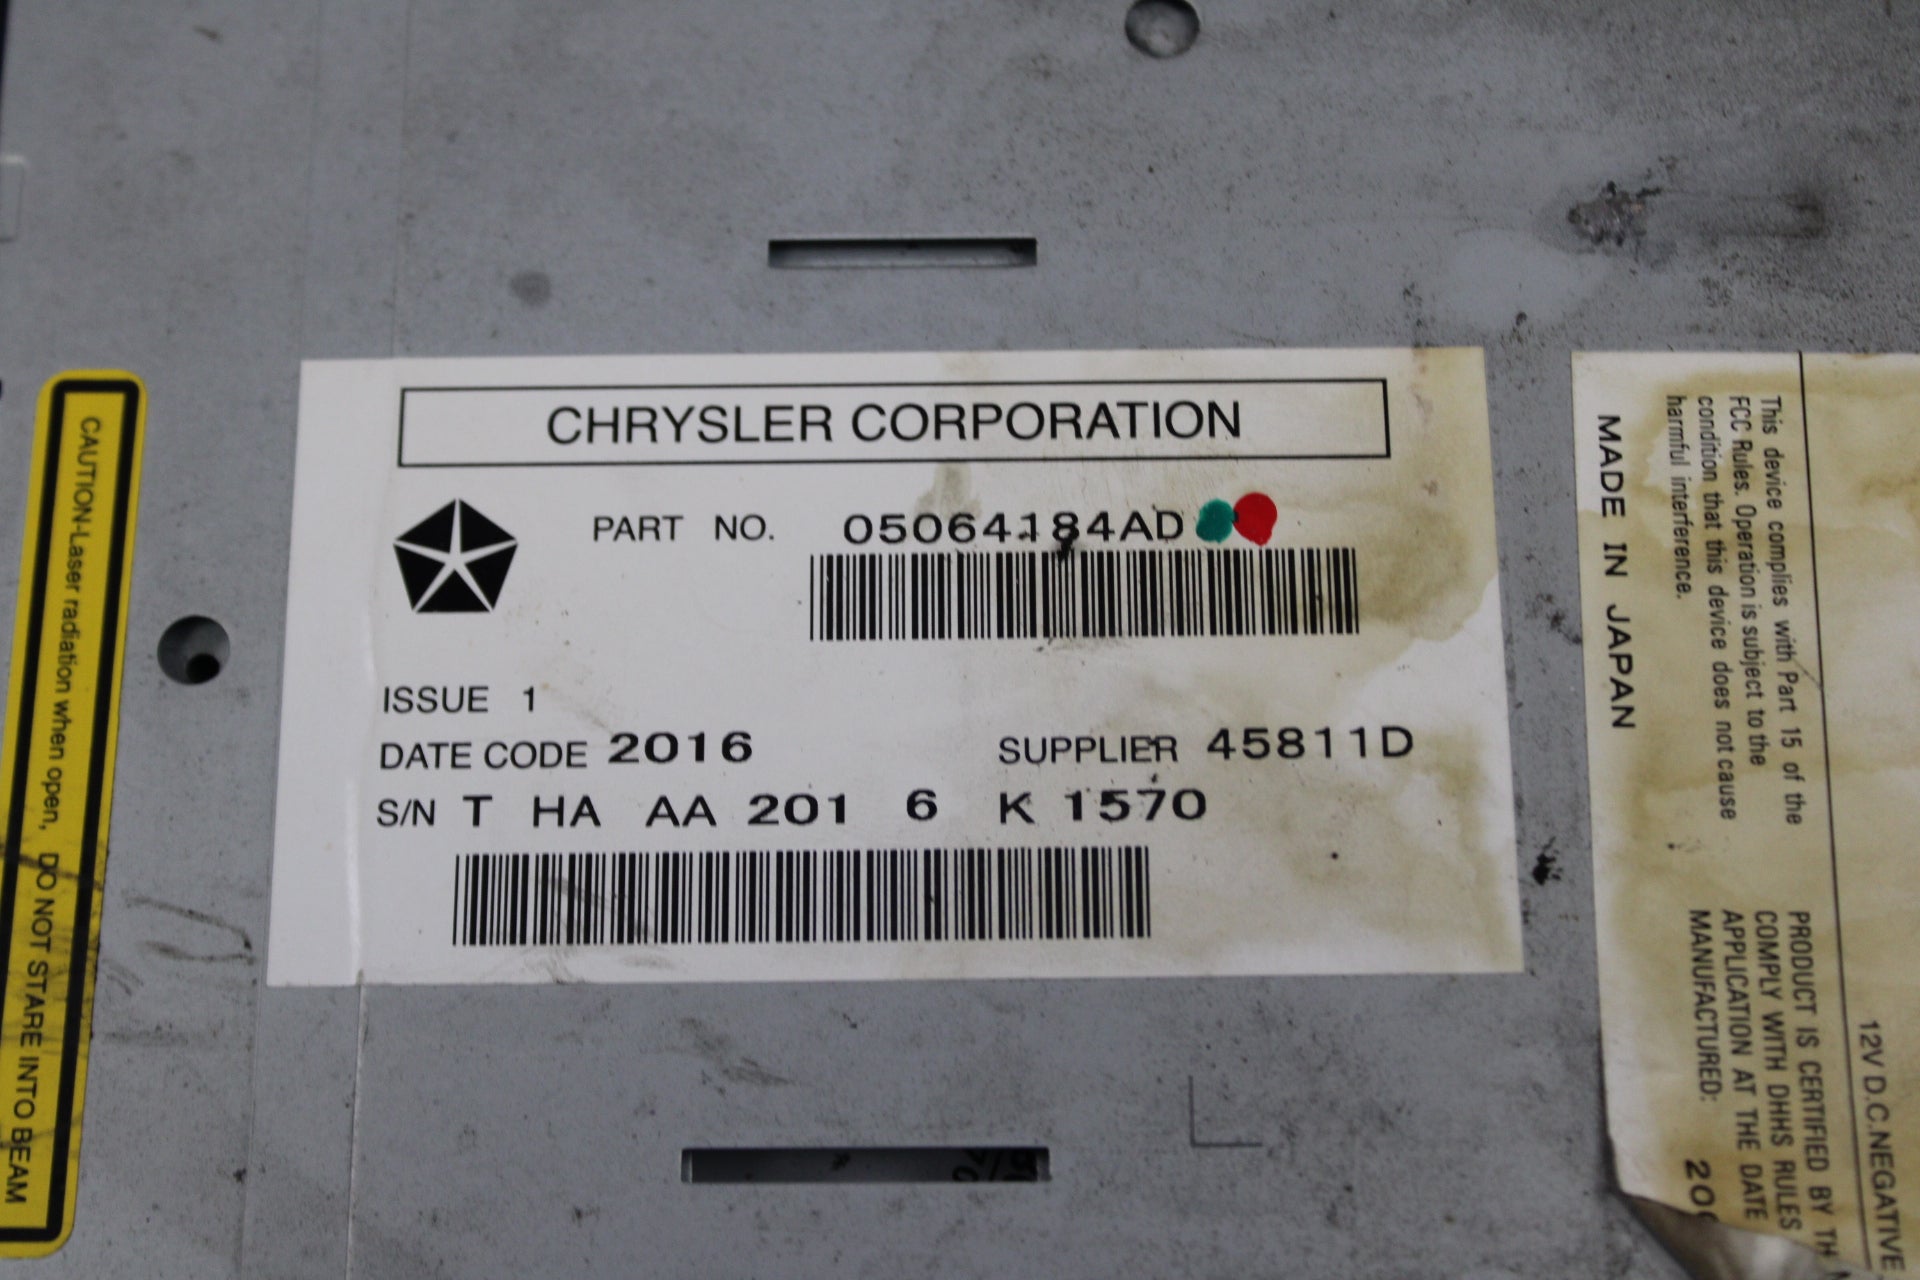 CAUTION-Laser radiation when open, DO NOT STARE INTO BEAM
CHRYSLER CORPORATION
PART NO. 05064184AD
ISSUE 1
DATE CODE 2016 SUPPLIER 45811D
S/N T HA AA 201 6 K 1570
12V D.C. NEGATIVE
This device complies with Part 15 of the
FCC Rules. Operation is subject to the
condition that this device does not cause
harmful interference.
MADE IN JAPAN
PRODUCT IS CERTIFIED BY
COMPLY WITH DHHS RULES
APPLICATION AT THE DATE
MANUFACTURED: